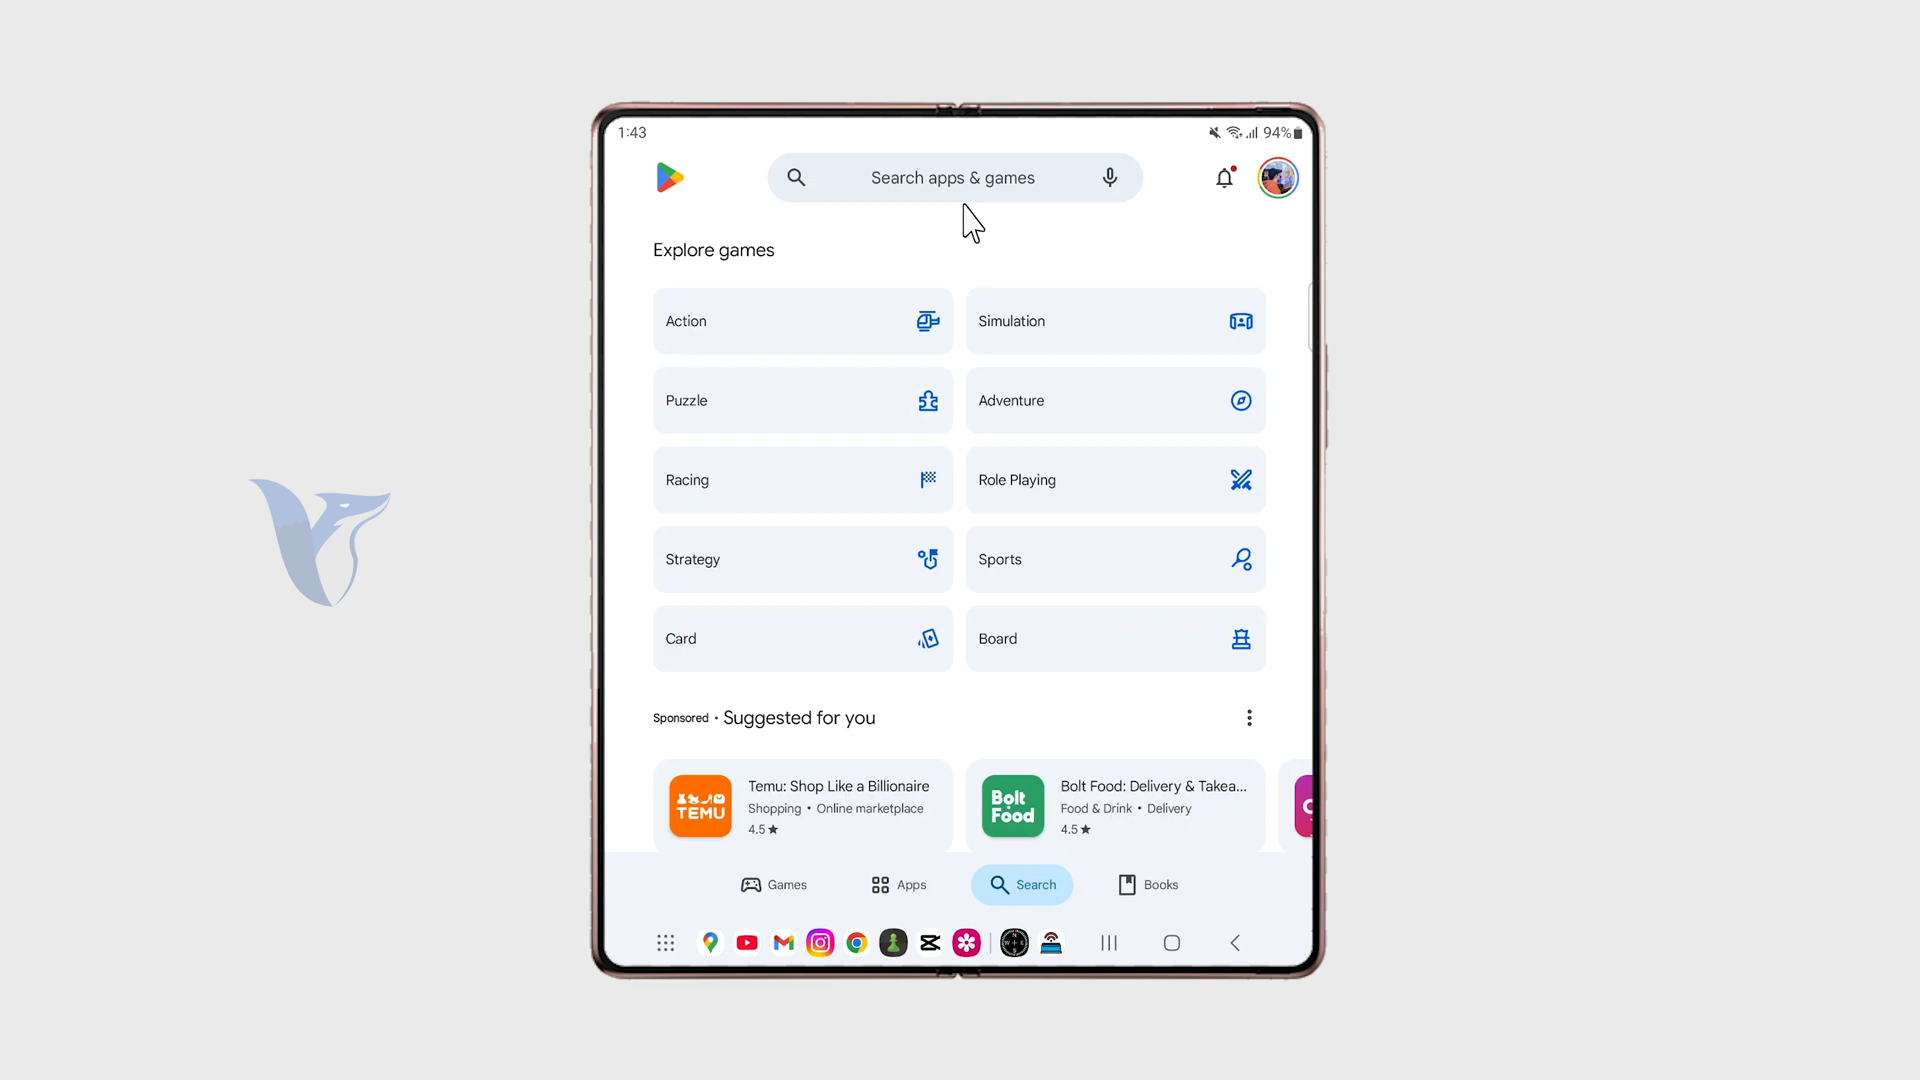 1:43
94%
Search apps & games
Explore games
Action
Simulation
Puzzle
Adventure
Racing
Role Playing
Strategy
Sports
Card
Board
Sponsored • Suggested for you
Temu: Shop Like a Billionaire
Shopping • Online marketplace
4.5★
TEMU
Bolt Food: Delivery & Takea...
Food & Drink • Delivery
4.5★
Bolt
Food
Games
Apps
Search
Books